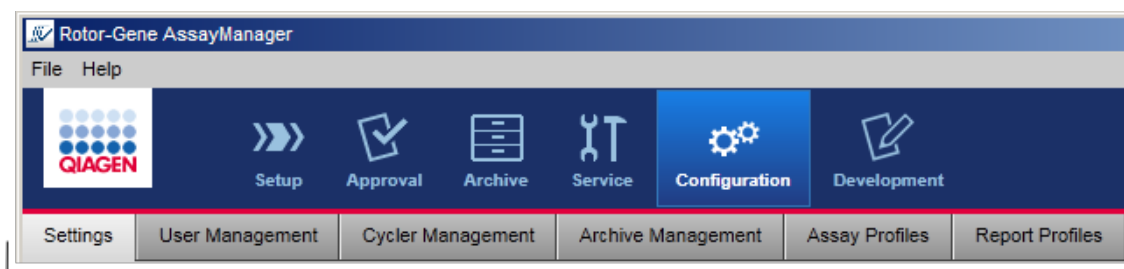 Rotor-Gene AssayManager
File Help
QIAGEN
Setup Approval Archive Service Configuration Development
Settings User Management Cycler Management Archive Management Assay Profiles Report Profiles